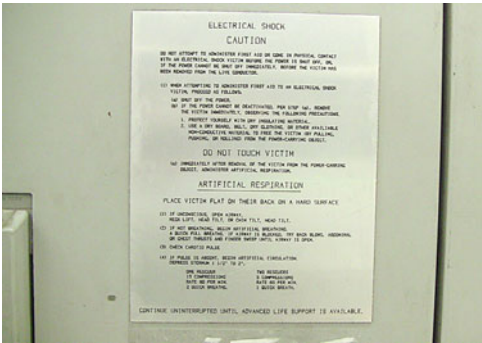 ELECTRICAL SHOCK
CAUTION
DO NOT ATTEMPT TO ADMINISTER FIRST AID OR COME IN PHYSICAL CONTACT
WITH AN ELECTRICAL SHOCK VICTIM BEFORE THE POWER IS SHUT OFF, OR,
IF THE POWER CANNOT BE SHUT OFF IMMEDIATELY, BEFORE THE VICTIM HAS
BEEN REMOVED FROM THE LIVE CONDUCTOR.
(1) WHEN ATTEMPTING TO ADMINISTER FIRST AID TO AN ELECTRICAL SHOCK
VICTIM, PROCEED AS FOLLOWS.
(a) SHUT OFF THE POWER.
(b) IF THE POWER CANNOT BE DEACTIVATED, PER STEP (a), REMOVE
THE VICTIM IMMEDIATELY, OBSERVING THE FOLLOWING PRECAUTIONS.
1. PROTECT YOURSELF WITH DRY INSULATING MATERIAL.
2. USE A DRY BOARD, BELT, DRY CLOTHING, OR OTHER AVAILABLE
NON-CONDUCTIVE MATERIAL TO FREE THE VICTIM (BY PULLING,
PUSHING, OR ROLLING) FROM THE POWER-CARRYING OBJECT.
DO NOT TOUCH VICTIM
IMMEDIATELY AFTER REMOVAL OF THE VICTIM FROM THE POWER-CARRYING
OBJECT, ADMINISTER ARTIFICIAL RESPIRATION.
ARTIFICIAL RESPIRATION
PLACE VICTIM FLAT ON THEIR BACK ON A HARD SURFACE
(1) IF UNCONSCIOUS, OPEN AIRWAY.
NECK LIFT, HEAD TILT, OR CHIN TILT, HEAD TILT.
(2) IF NOT BREATHING, BEGIN ARTIFICIAL BREATHING.
QUICK FULL BREATHS. IF AIRWAY IS BLOCKED, TRY BACK BLOWS, ABDOMINAL
OR CHEST THRUSTS AND FINGER SWEEP UNTIL AIRWAY IS OPEN.
(3) CHECK CAROTID PULSE
(4) IF PULSE IS ABSENT, BEGIN ARTIFICIAL CIRCULATION.
DEPRESS STERNUM 1 1/2" TO 2".
ONE RESCUER TWO RESCUERS
15 COMPRESSIONS 5 COMPRESSIONS
RATE 80 PER MIN. RATE 60 PER MIN.
2 QUICK BREATHS. 1 QUICK BREATH.
CONTINUE UNINTERRUPTED UNTIL ADVANCED LIFE SUPPORT IS AVAILABLE.